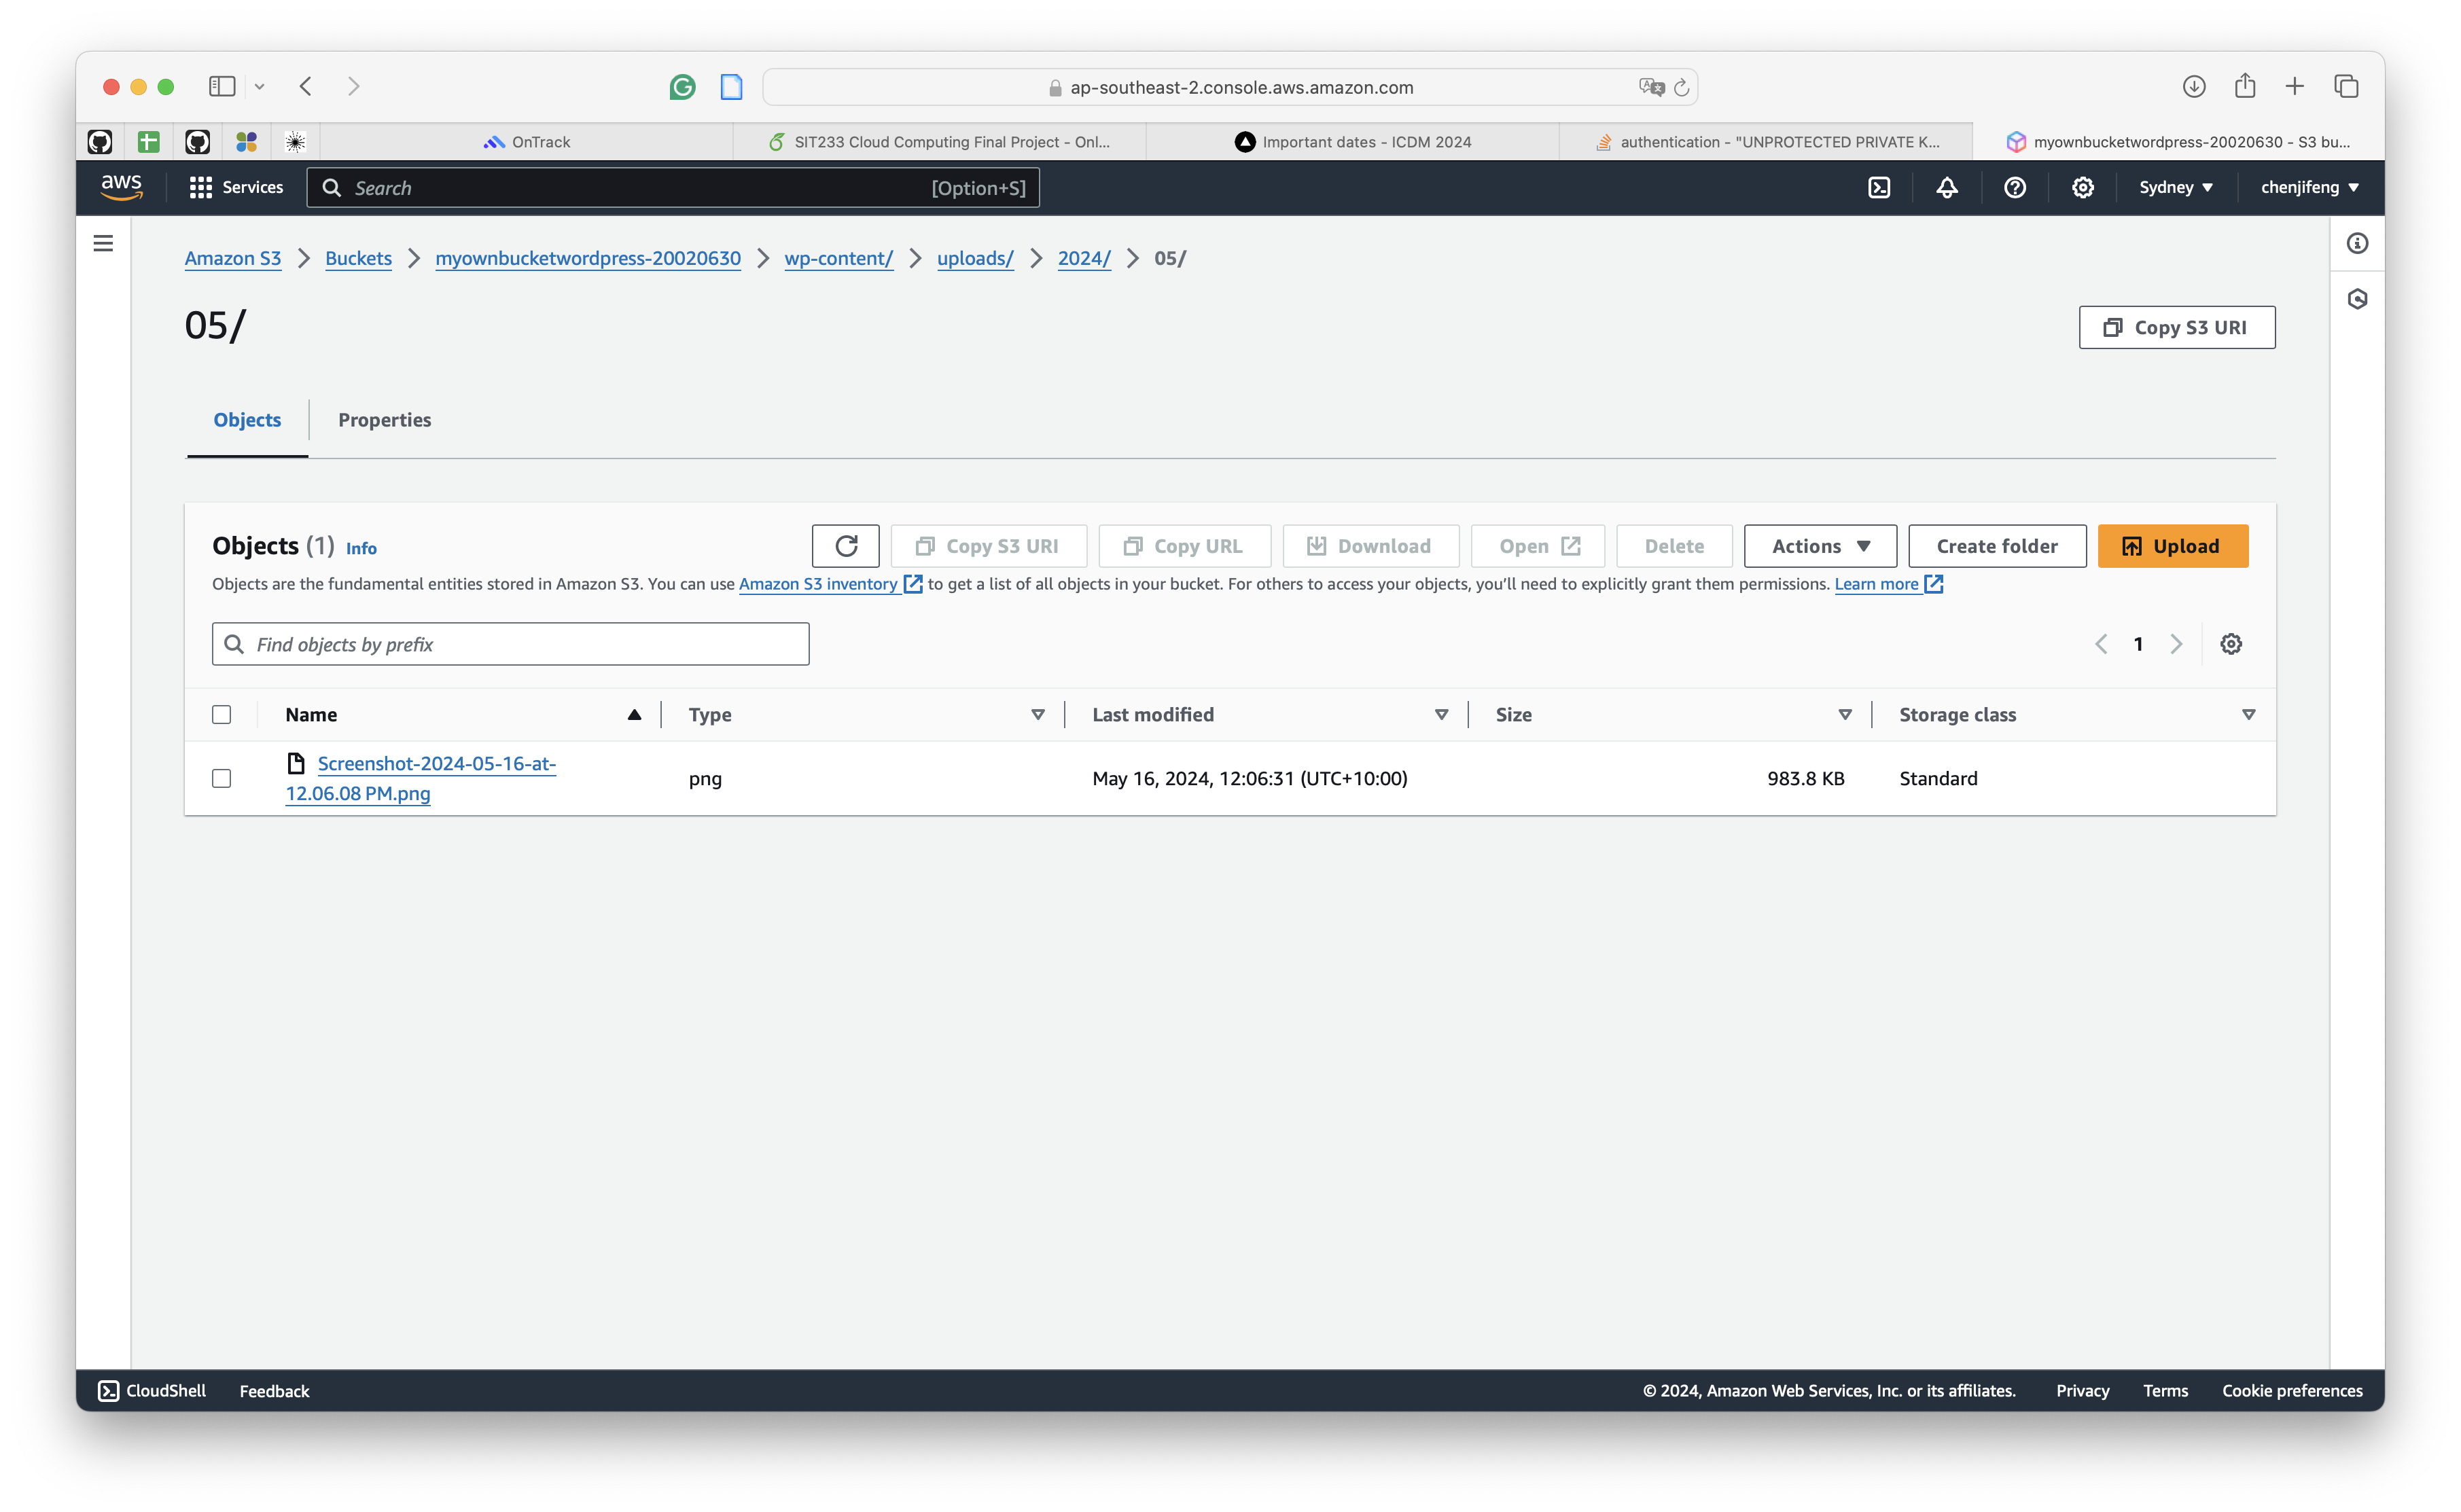 ap-southeast-2.console.aws.amazon.com
OnTrack
SIT233 Cloud Computing Final Project - Onl...
Important dates - ICDM 2024
authentication - "UNPROTECTED PRIVATE K...
myownbucketwordpress-20020630 - S3 bu...
aws
Services
Search
[Option+S]
Sydney
chenjifeng
Amazon S3
Buckets
myownbucketwordpress-20020630
wp-content/
uploads/
2024/
05/
05/
Copy S3 URI
Objects
Properties
Objects (1) Info
Copy S3 URI
Copy URL
Download
Open
Delete
Actions
Create folder
Upload
Objects are the fundamental entities stored in Amazon S3. You can use Amazon S3 inventory to get a list of all objects in your bucket. For others to access your objects, you’ll need to explicitly grant them permissions. Learn more
Find objects by prefix
1
Name
Type
Last modified
Size
Storage class
Screenshot-2024-05-16-at-
12.06.08 PM.png
png
May 16, 2024, 12:06:31 (UTC+10:00)
983.8 KB
Standard
CloudShell
Feedback
© 2024, Amazon Web Services, Inc. or its affiliates.
Privacy
Terms
Cookie preferences